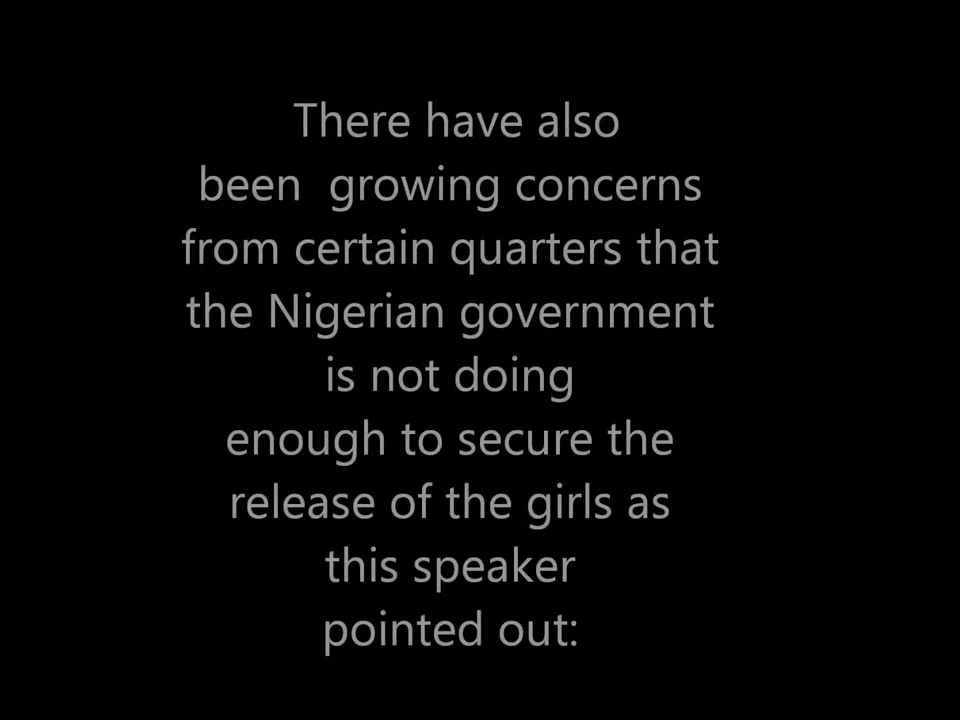 There have also
been  growing concerns
from certain quarters that
the Nigerian government
is not doing
enough to secure the
release of the girls as
this speaker
pointed out: